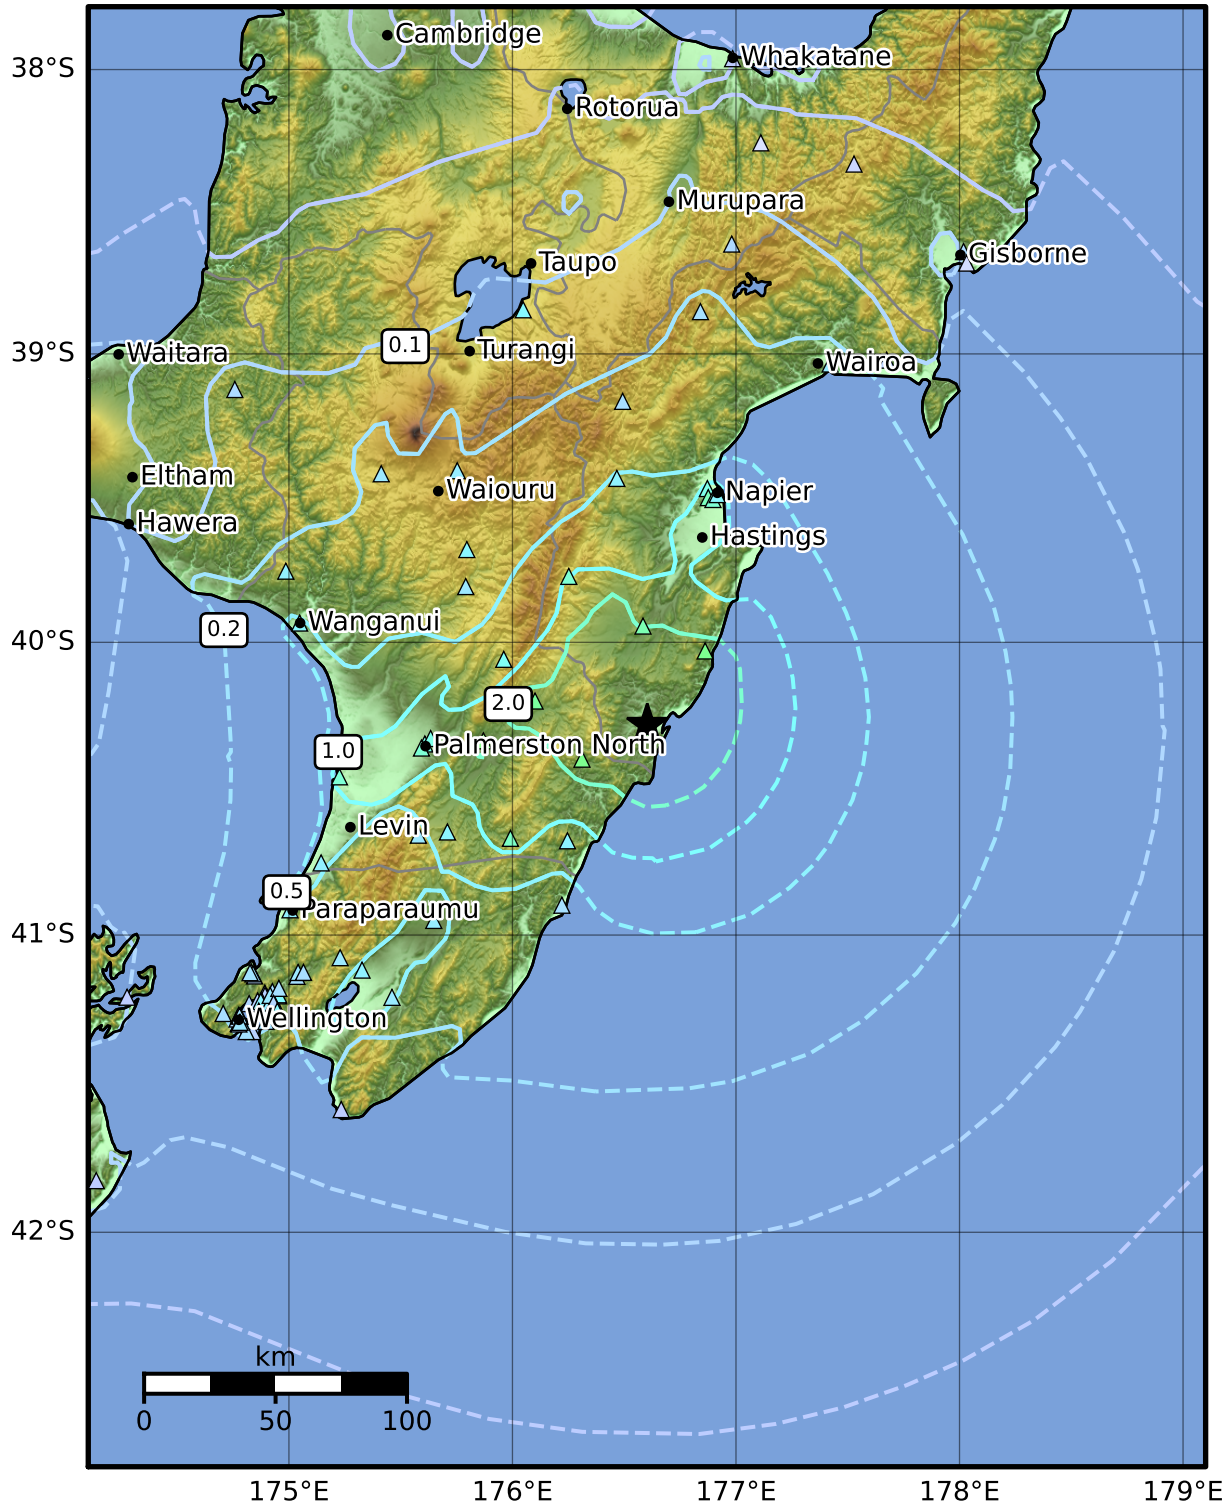 Cambridge
Whakatane
38°S
Rotorua
Murupara
Gisborne
Taupo
0.1
Turangi
Waitara
39°S
Wairoa
Eltham
Waiouru
Napier
Hawera
Hastings
Wanganui
0.2
40°S
2.0
1.0
Palmerston North
Levin
0.5
Paraparaumu
41°S
Wellington
42°S
km
0 50 100
175°E 176°E 177°E 178°E 179°E